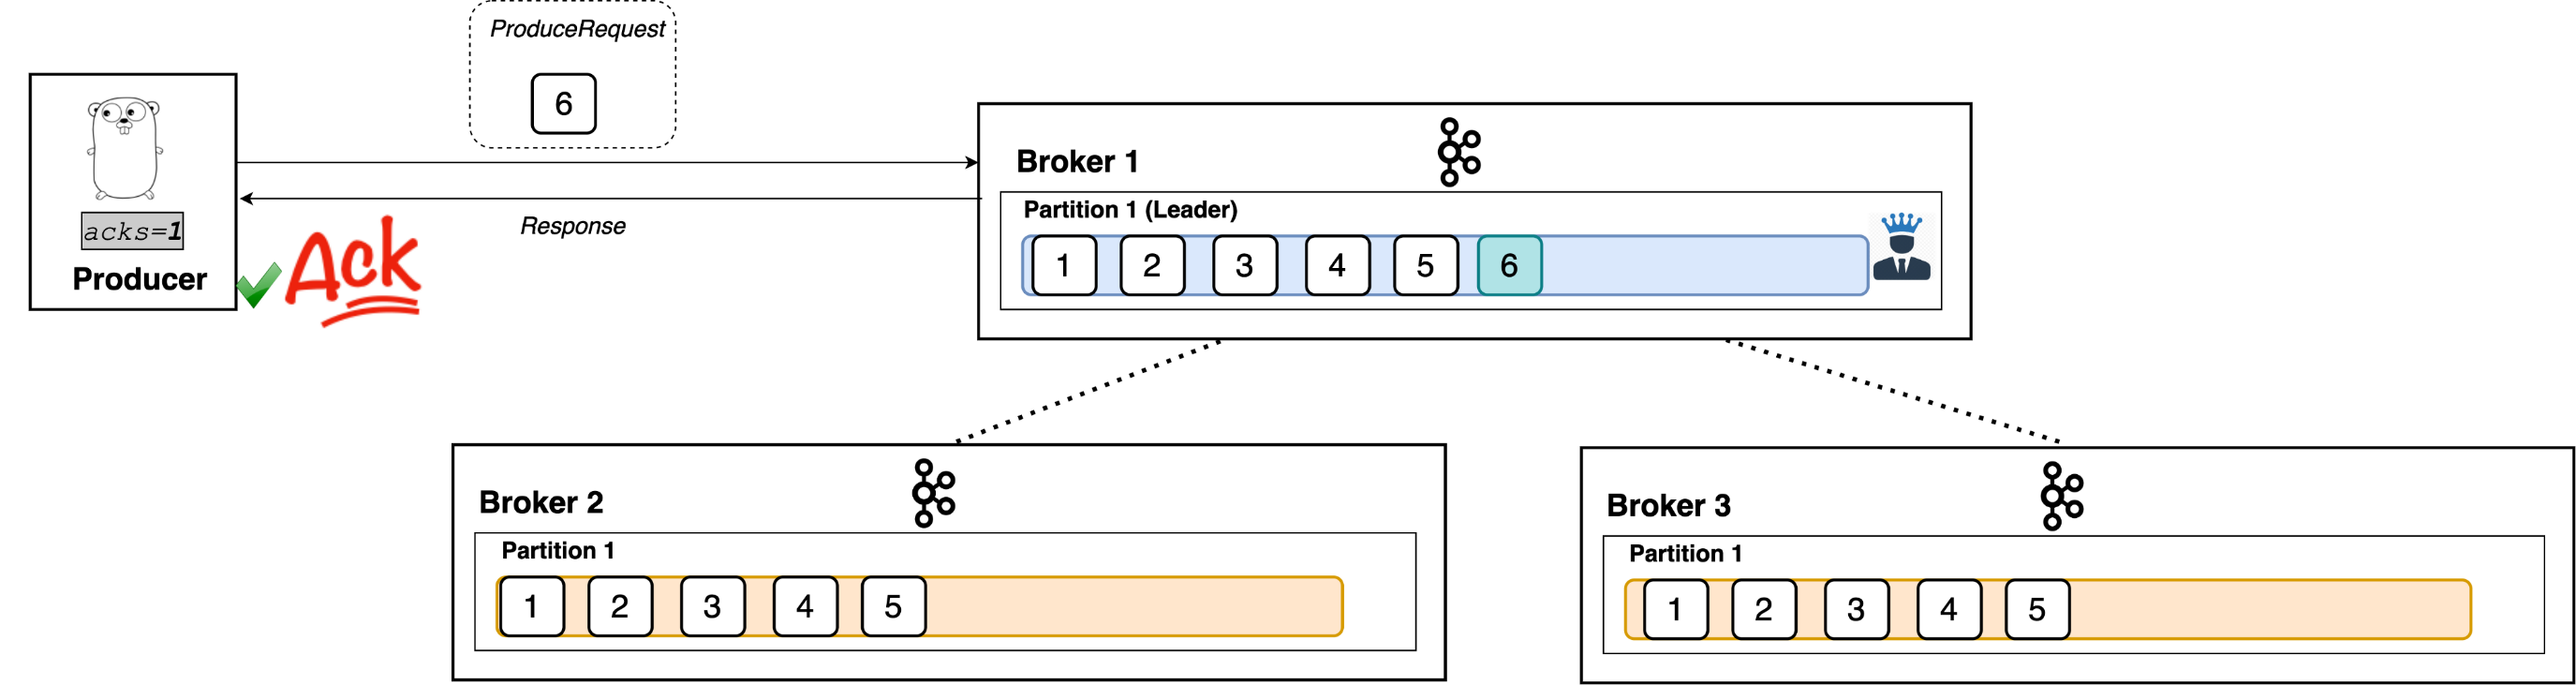 ProduceRequest
6
acks=1
Producer
Ack
Response
Broker 1
Partition 1 (Leader)
1 2 3 4 5 6
Broker 2
Partition 1
1 2 3 4 5
Broker 3
Partition 1
1 2 3 4 5